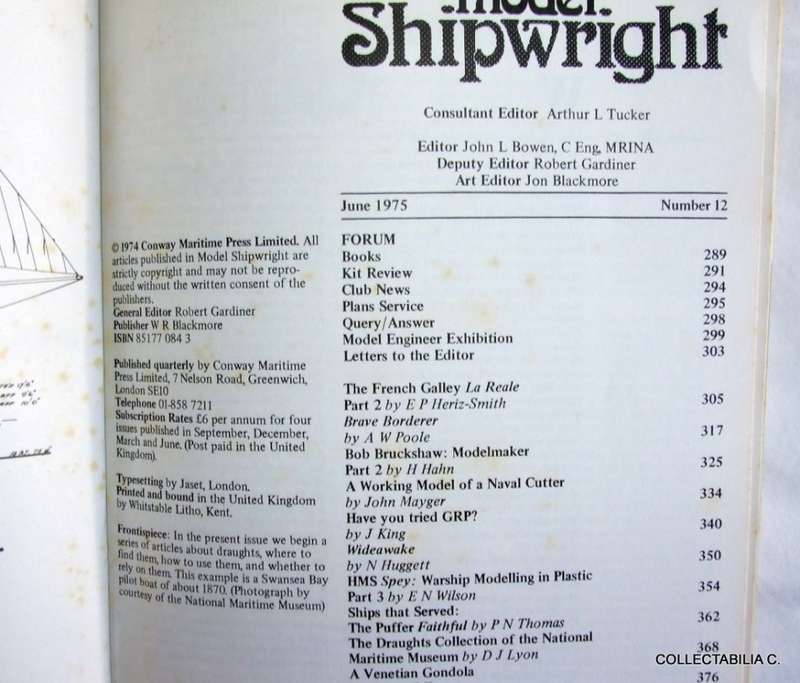 model
Shipwright
Consultant Editor Arthur L Tucker
Editor John L Bowen, C Eng, MRINA
Deputy Editor Robert Gardiner
Art Editor Jon Blackmore
June 1975 Number 12
© 1974 Conway Maritime Press Limited. All
articles published in Model Shipwright are
strictly copyright and may not be repro-
duced without the written consent of the
publishers.
General Editor Robert Gardiner
Publisher W R Blackmore
ISBN 85177 084 3
Published quarterly by Conway Maritime
Press Limited, 7 Nelson Road, Greenwich,
London SE10
Telephone 01-858 7211
Subscription Rates £6 per annum for four
issues published in September, December,
March and June. (Post paid in the United
Kingdom).
Typesetting by Jaset, London.
Printed and bound in the United Kingdom
by Whitstable Litho, Kent.
Frontispiece: In the present issue we begin a
series of articles about draughts, where to
find them, how to use them, and whether to
rely on them. This example is a Swansea Bay
pilot boat of about 1870. (Photograph by
courtesy of the National Maritime Museum)
FORUM
Books 289
Kit Review 291
Club News 294
Plans Service 295
Query/Answer 298
Model Engineer Exhibition 299
Letters to the Editor 303
The French Galley La Reale
Part 2 by E P Heriz-Smith 305
Brave Borderer
by A W Poole 317
Bob Bruckshaw: Modelmaker
Part 2 by H Hahn 325
A Working Model of a Naval Cutter
by John Mayger 334
Have you tried GRP?
by J King 340
Wideawake
by N Huggett 350
HMS Spey: Warship Modelling in Plastic
Part 3 by E N Wilson 354
Ships that Served:
The Puffer Faithful by P N Thomas 362
The Draughts Collection of the National
Maritime Museum by D J Lyon 368
A Venetian Gondola 376
COLLECTABILIA C.